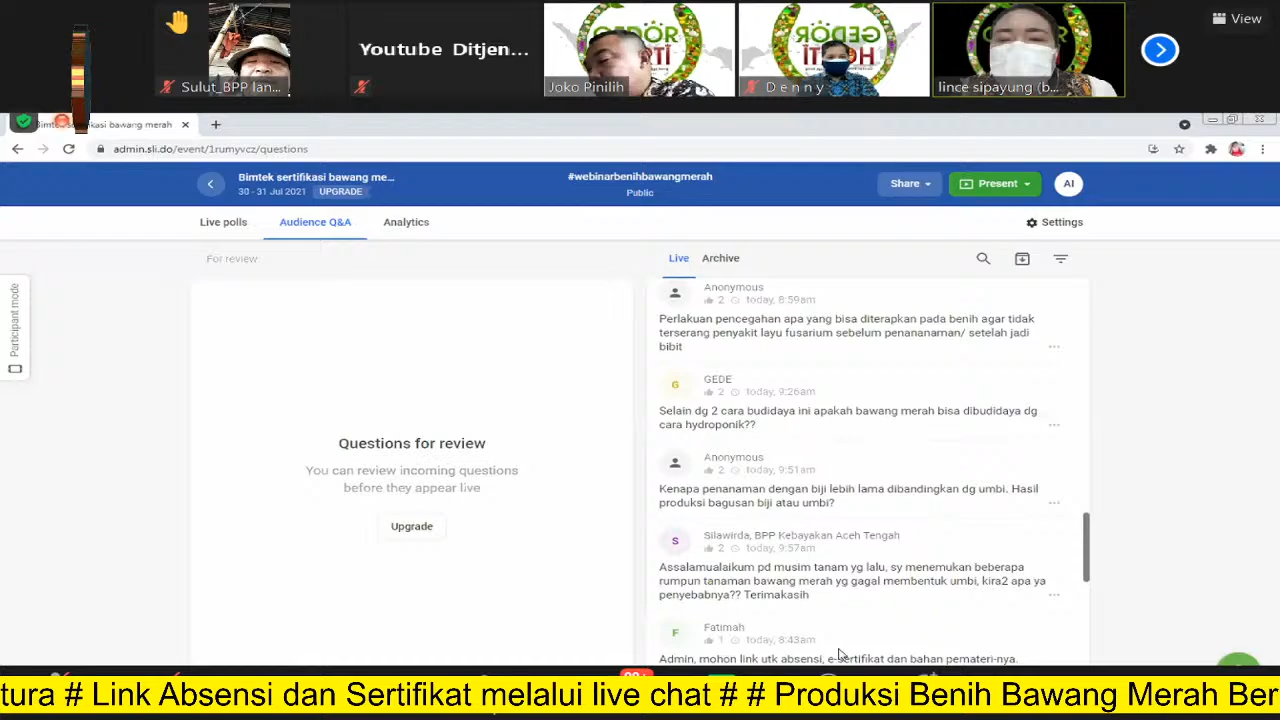 View
Sulut_BPP lan...
Youtube Ditjen...
GEDOR
Joko Pinilih
D e n n y
lince sipayung (b...
sertifikasi bawang merah
admin.sli.do/event/1rumyvcz/questions
Bimtek sertifikasi bawang me...
30 - 31 Jul 2021 UPGRADE
#webinarbenihbawangmerah
Public
Share
Present
AI
Live polls
Audience Q&A
Analytics
Settings
For review
Live
Archive
Participant mode
Questions for review
You can review incoming questions
before they appear live
Upgrade
Anonymous
2 today, 8:59am
Perlakuan pencegahan apa yang bisa diterapkan pada benih agar tidak
terserang penyakit layu fusarium sebelum penananaman/ setelah jadi
bibit
G
GEDE
2 today, 9:26am
Selain dg 2 cara budidaya ini apakah bawang merah bisa dibudidaya dg
cara hydroponik??
Anonymous
2 today, 9:51am
Kenapa penanaman dengan biji lebih lama dibandingkan dg umbi. Hasil
produksi bagusan biji atau umbi?
S
Silawirda, BPP Kebayakan Aceh Tengah
2 today, 9:57am
Assalamualaikum pd musim tanam yg lalu, sy menemukan beberapa
rumpun tanaman bawang merah yg gagal membentuk umbi, kira2 apa ya
penyebabnya?? Terimakasih
F
Fatimah
1 today, 8:43am
Admin, mohon link utk absensi, e-sertifikat dan bahan pemateri-nya.
tura # Link Absensi dan Sertifikat melalui live chat # # Produksi Benih Bawang Merah Ber